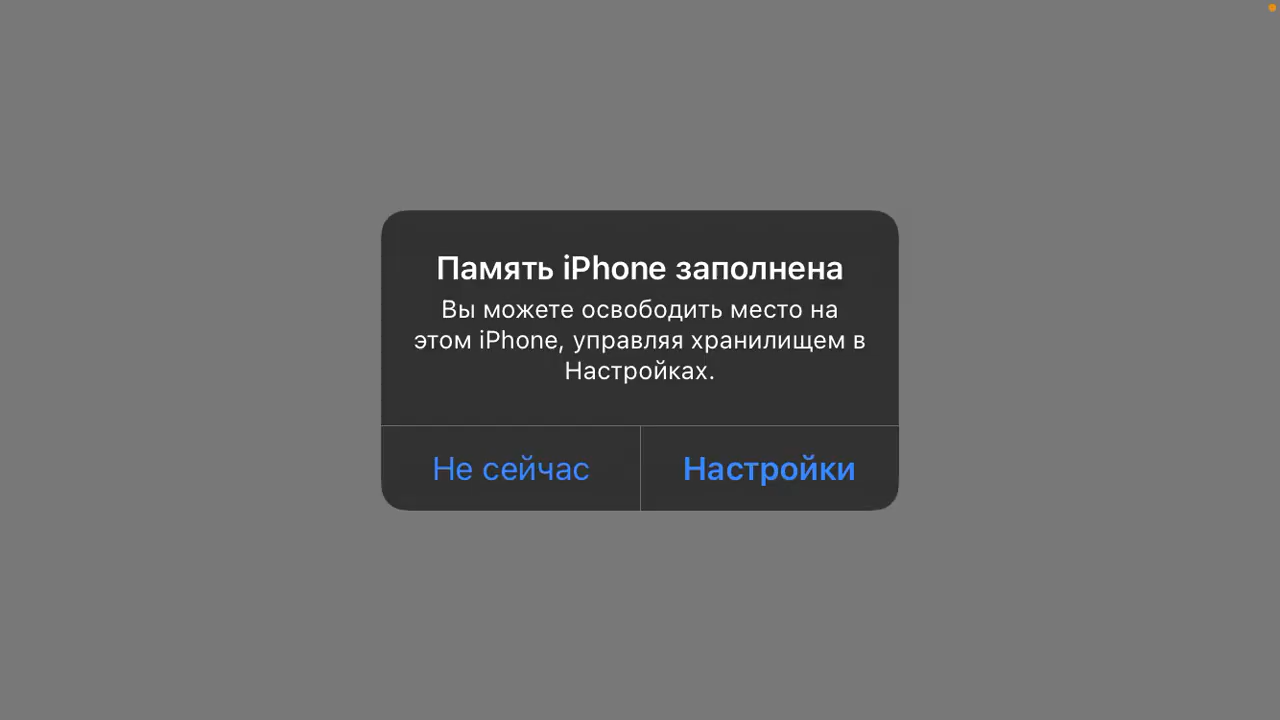 Память iPhone заполнена
Вы можете освободить место на
этом iPhone, управляя хранилищем в
Настройках.
Не сейчас
Настройки